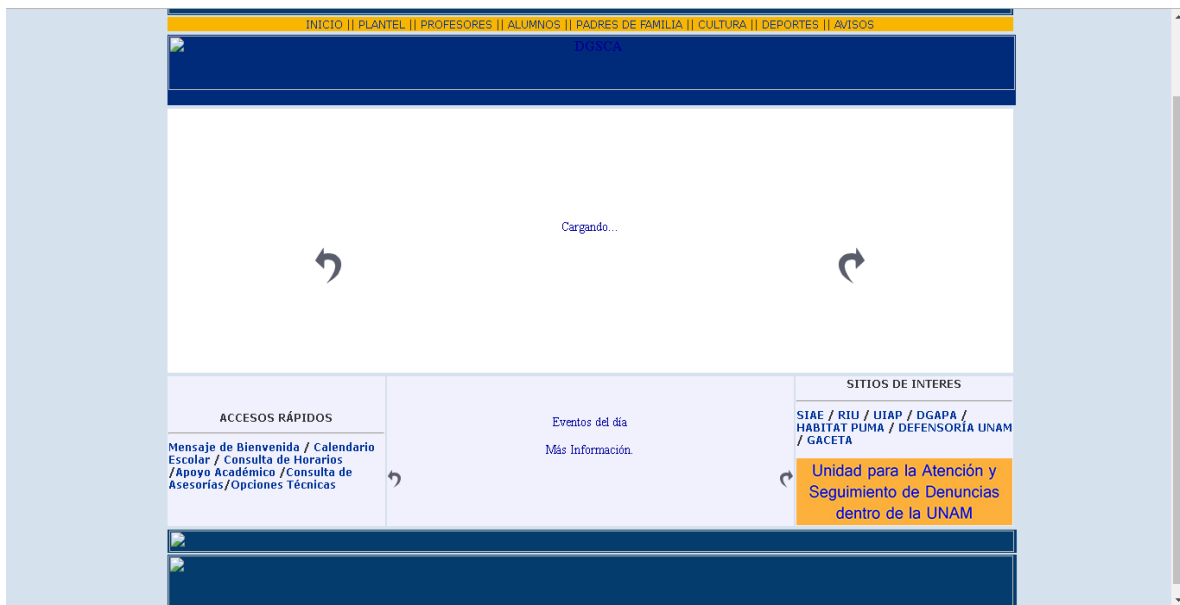 INICIO || PLANTEL || PROFESORES || ALUMNOS || PADRES DE FAMILIA || CULTURA || DEPORTES || AVISOS
DGSCA
Cargando...
ACCESOS RÁPIDOS
Mensaje de Bienvenida / Calendario
Escolar / Consulta de Horarios
/Apoyo Académico /Consulta de
Asesorías/Opciones Técnicas
Eventos del día
Más Información.
SITIOS DE INTERES
SIAE / RIU / UIAP / DGAPA /
HABITAT PUMA / DEFENSORÍA UNAM
/ GACETA
Unidad para la Atención y
Seguimiento de Denuncias
dentro de la UNAM